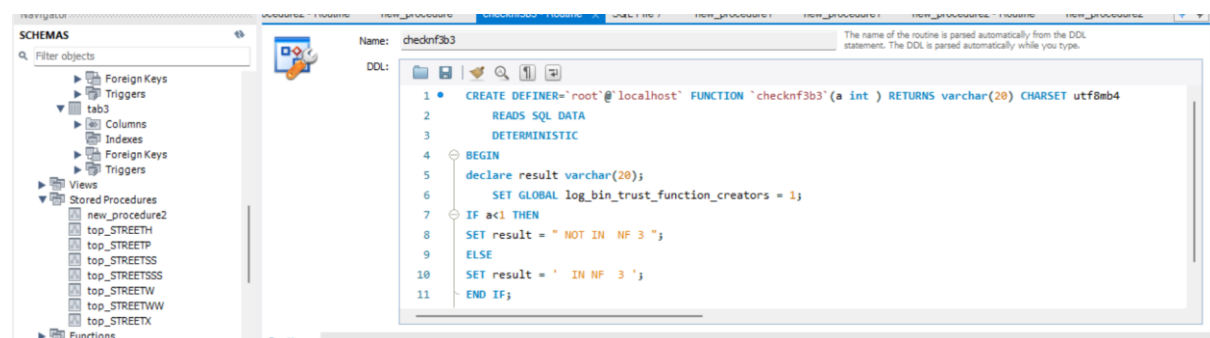 Navigator
new_procedure
checknf3b3 - Routine
SQL File 7
new_procedure1
new_procedure1
new_procedure2 - Routine
new_procedure2
SCHEMAS
Filter objects
Foreign Keys
Triggers
tab3
Columns
Indexes
Foreign Keys
Triggers
Views
Stored Procedures
new_procedure2
top_STREETH
top_STREETP
top_STREETSS
top_STREETSSS
top_STREETW
top_STREETWW
top_STREETX
Functions
Name: checknf3b3
The name of the routine is parsed automatically from the DDL
statement. The DDL is parsed automatically while you type.
DDL:
1 CREATE DEFINER=`root`@`localhost` FUNCTION `checknf3b3`(a int ) RETURNS varchar(20) CHARSET utf8mb4
2 READS SQL DATA
3 DETERMINISTIC
4 BEGIN
5 declare result varchar(20);
6 SET GLOBAL log_bin_trust_function_creators = 1;
7 IF a<1 THEN
8 SET result = " NOT IN  NF 3 ";
9 ELSE
10 SET result = '  IN NF  3 ';
11 END IF;